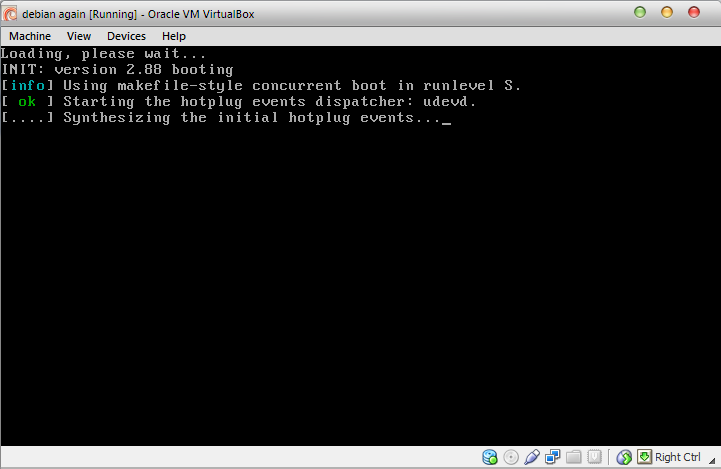 debian again [Running] - Oracle VM VirtualBox
Machine View Devices Help
Loading, please wait...
INIT: version 2.88 booting
[info] Using makefile-style concurrent boot in runlevel S.
[ ok ] Starting the hotplug events dispatcher: udevd.
[....] Synthesizing the initial hotplug events..._
Right Ctrl